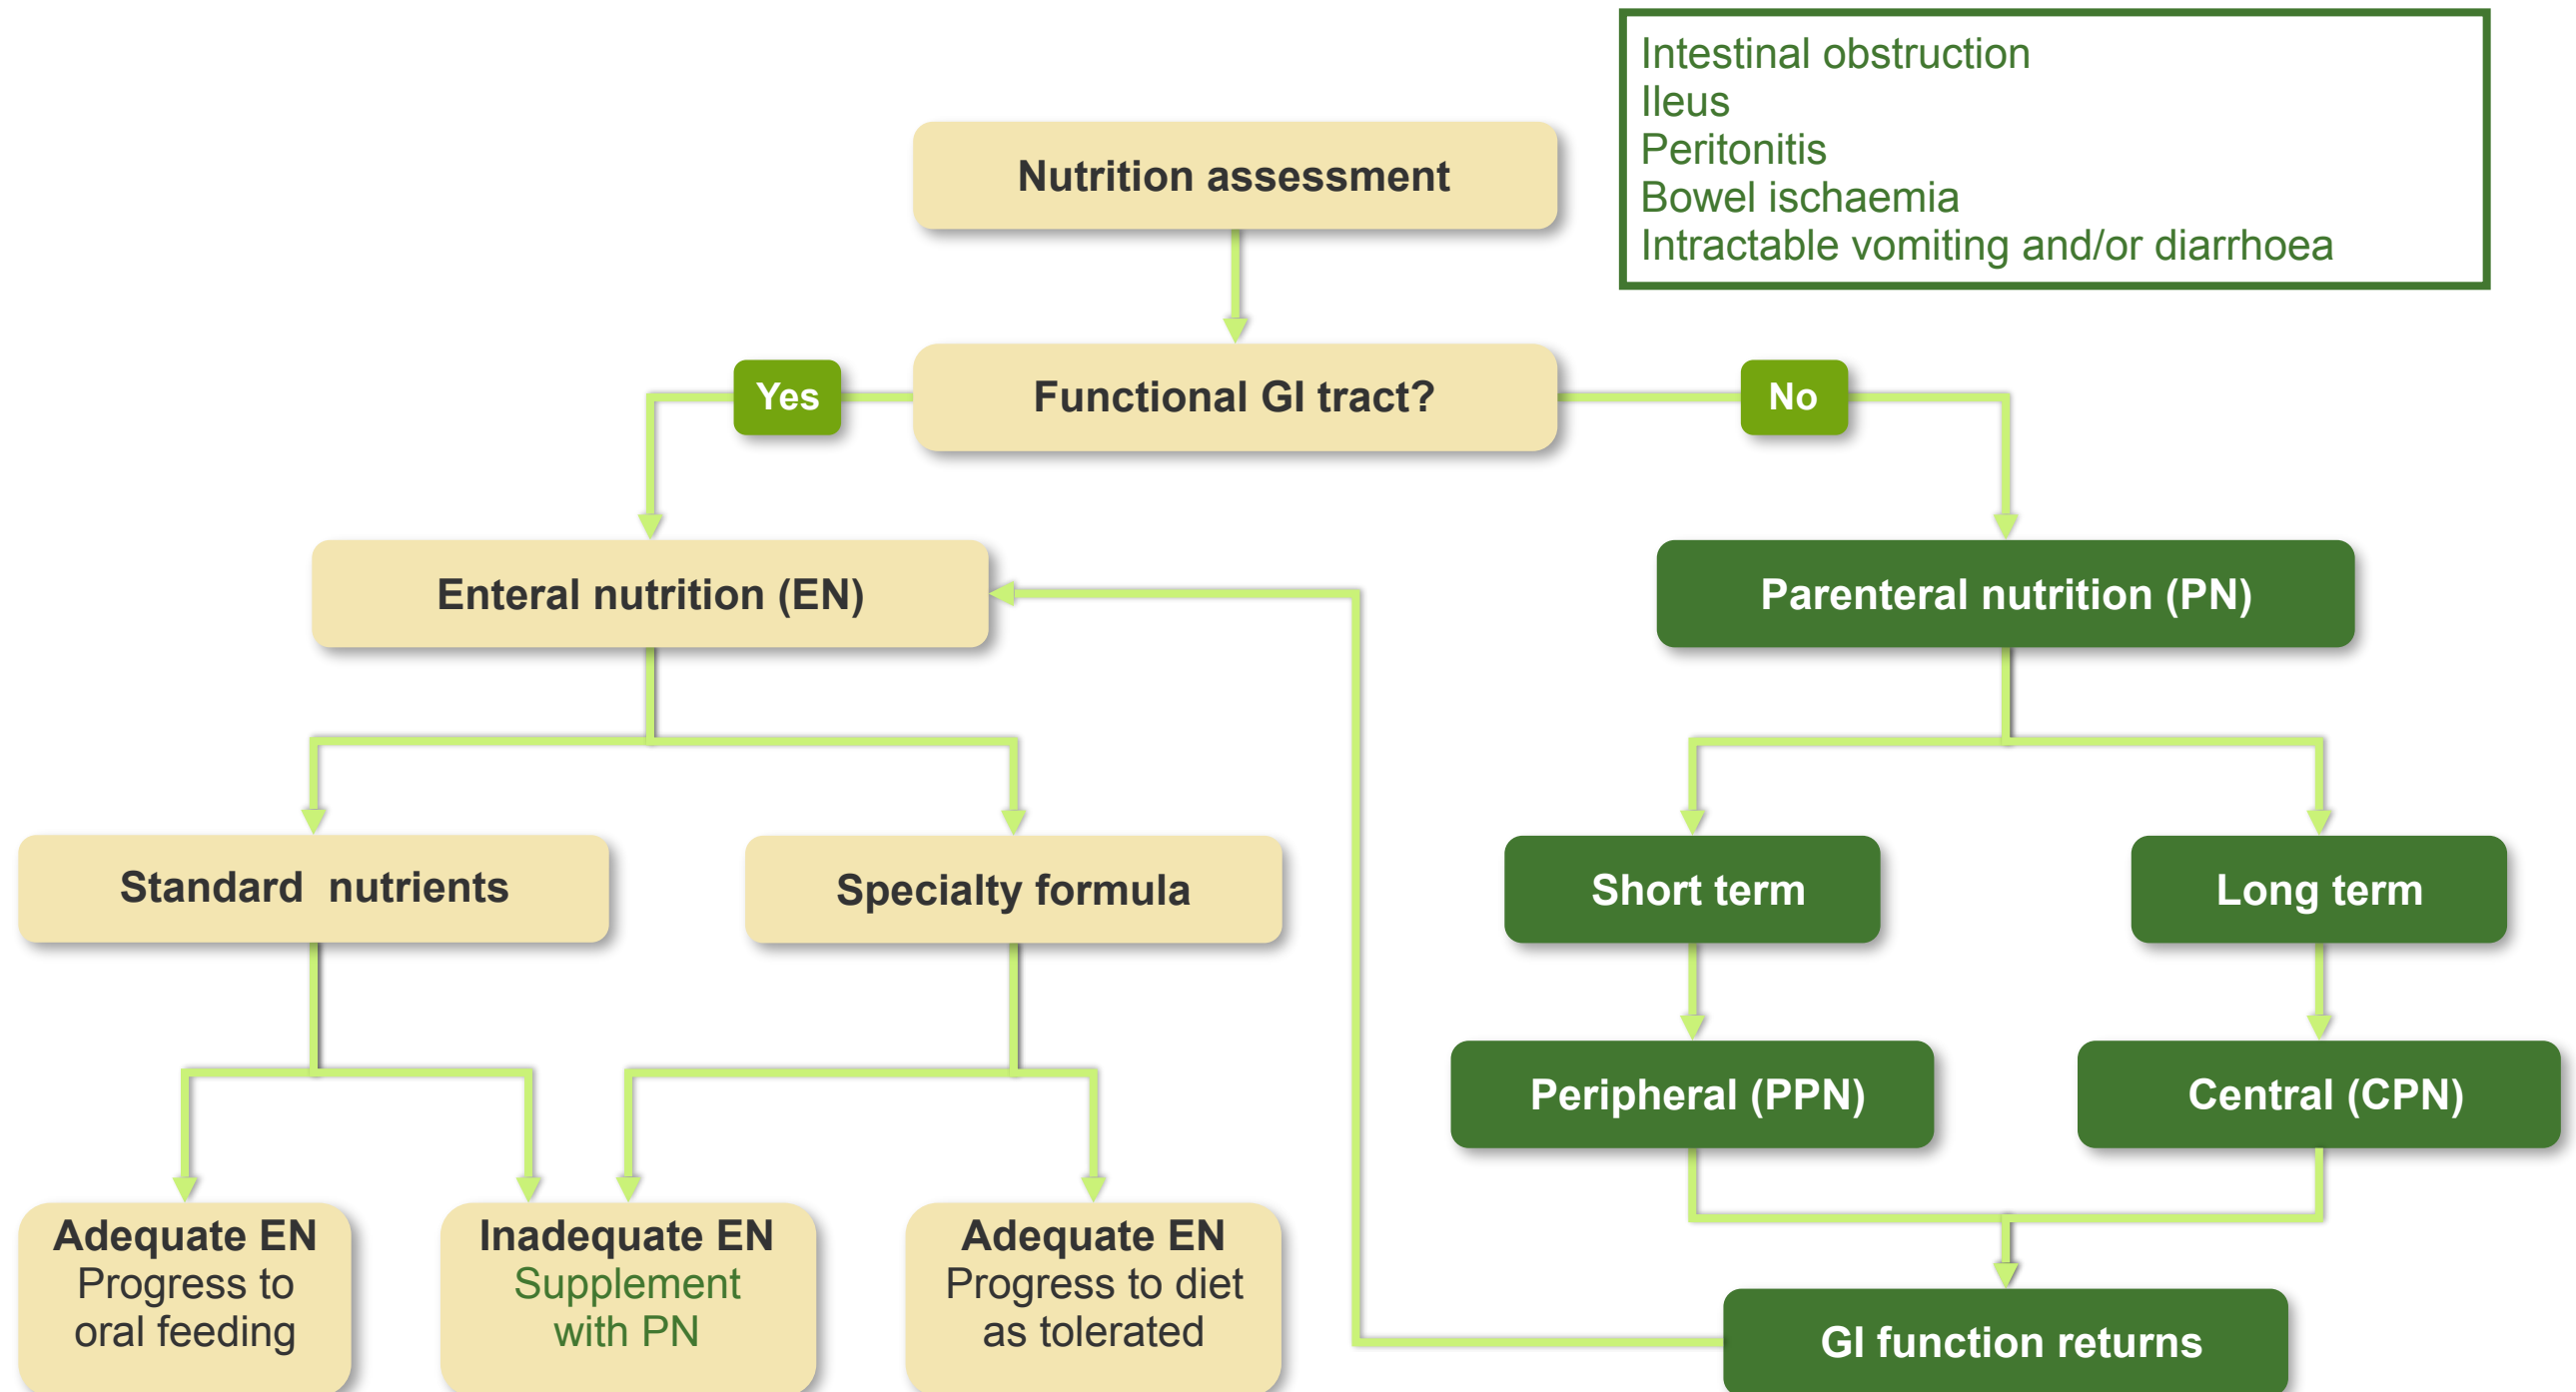 Intestinal obstruction
Ileus
Peritonitis
Bowel ischaemia
Intractable vomiting and/or diarrhoea
Nutrition assessment
Yes
Functional GI tract?
No
Enteral nutrition (EN)
Parenteral nutrition (PN)
Standard nutrients
Specialty formula
Short term
Long term
Peripheral (PPN)
Central (CPN)
Adequate EN
Progress to
oral feeding
Inadequate EN
Supplement
with PN
Adequate EN
Progress to diet
as tolerated
GI function returns